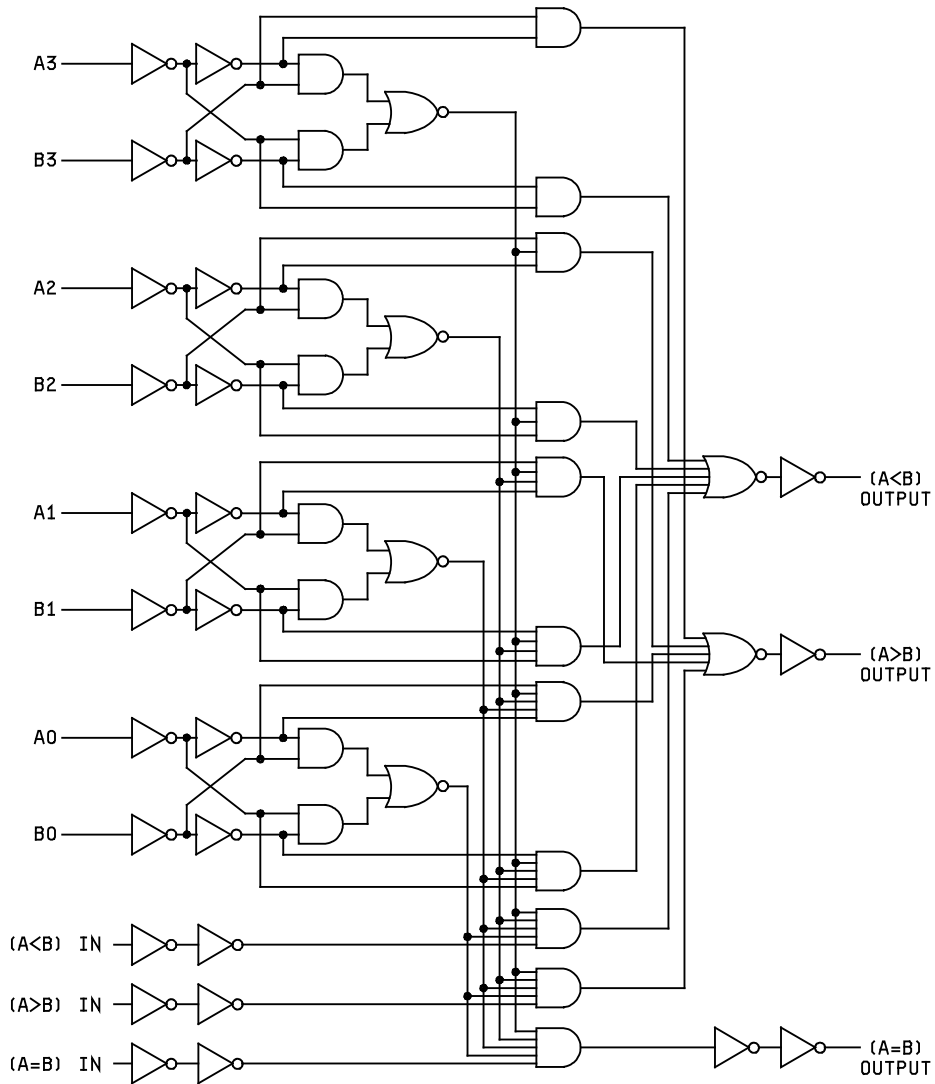 A3
B3
A2
B2
(A<B)
OUTPUT
A1
B1
(A>B)
OUTPUT
A0
B0
(A<B) IN
(A>B) IN
(A=B) IN
(A=B)
OUTPUT